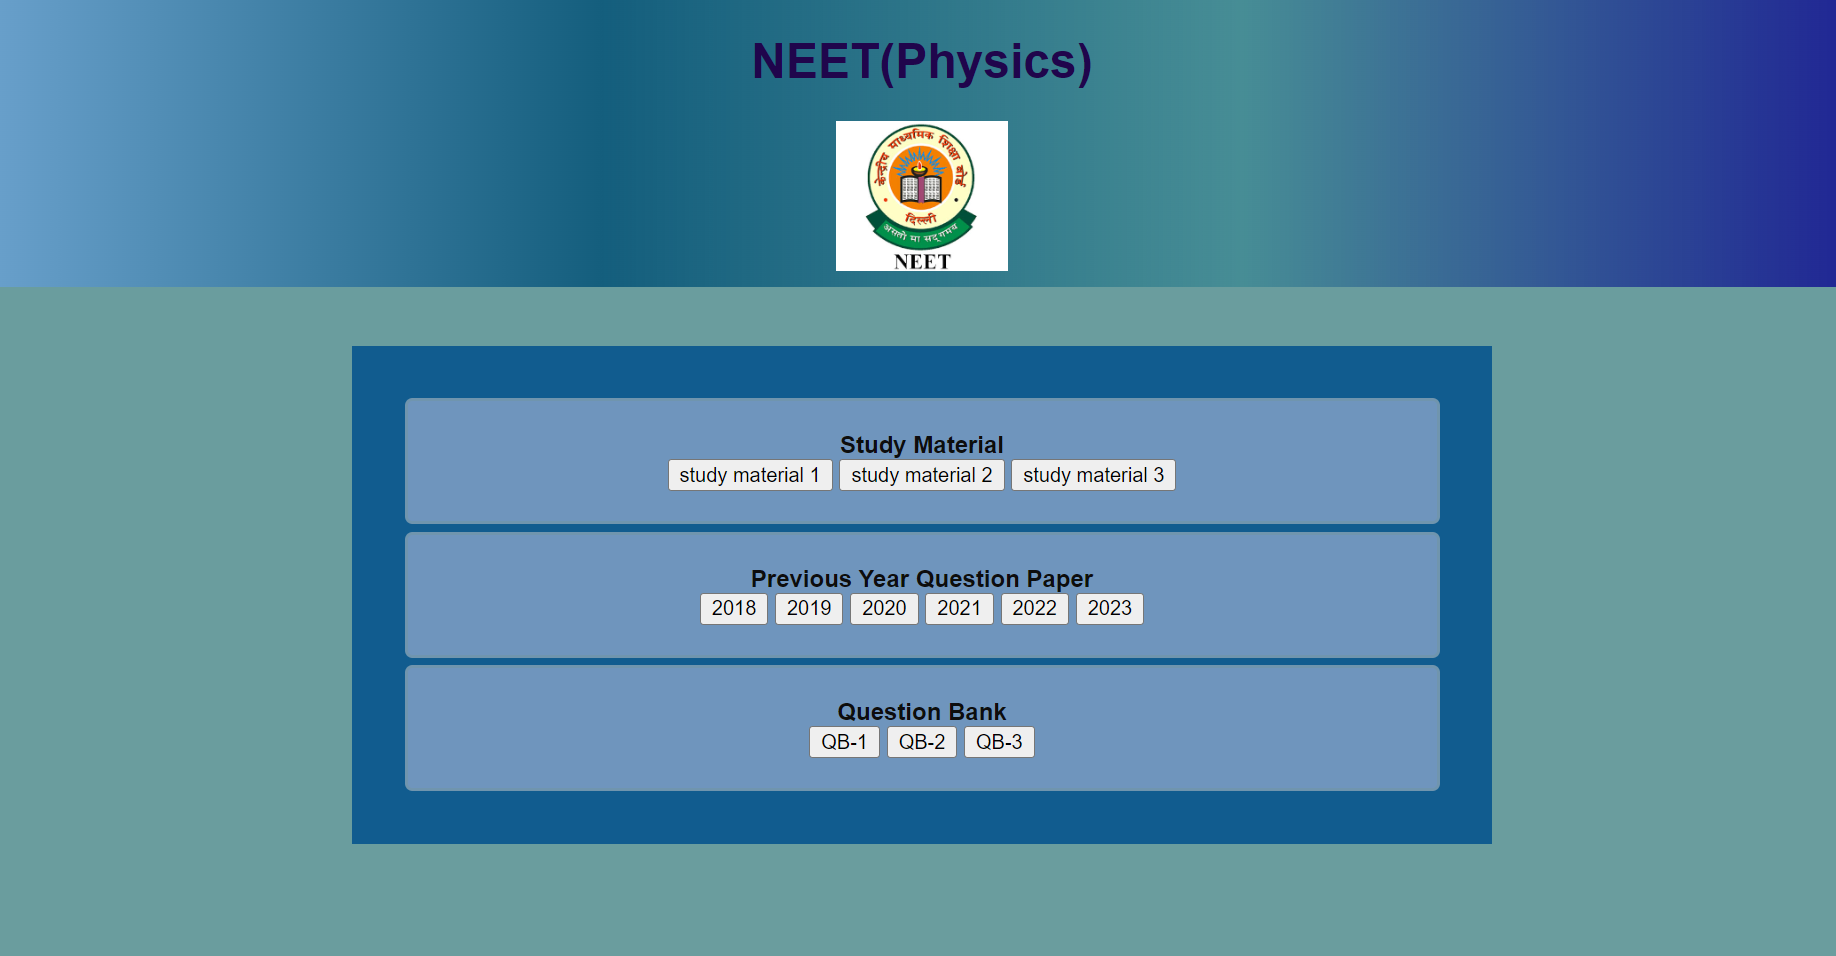 NEET(Physics)
केन्द्रीय माध्यमिक शिक्षा बोर्ड
दिल्ली
असतो मा सद्गमय
NEET
Study Material
study material 1 study material 2 study material 3
Previous Year Question Paper
2018 2019 2020 2021 2022 2023
Question Bank
QB-1 QB-2 QB-3